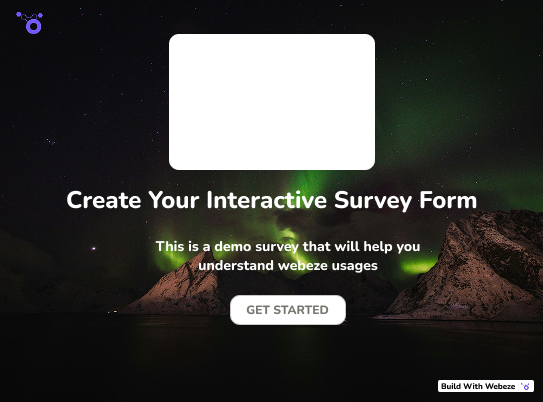 Create Your Interactive Survey Form
This is a demo survey that will help you
understand webeze usages
GET STARTED
Build With Webeze